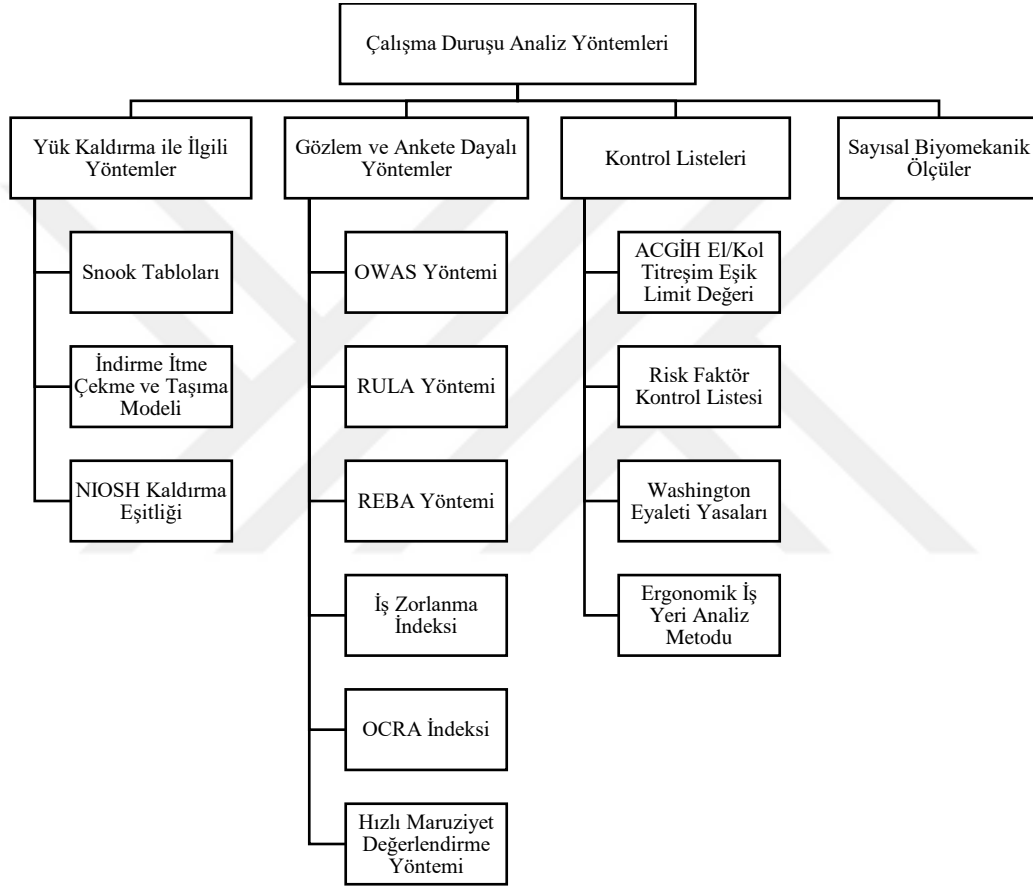 Çalışma Duruşu Analiz Yöntemleri
Yük Kaldırma ile İlgili
Yöntemler
Snook Tabloları
İndirme İtme
Çekme ve Taşıma
Modeli
NIOSH Kaldırma
Eşitliği
Gözlem ve Ankete Dayalı
Yöntemler
OWAS Yöntemi
RULA Yöntemi
REBA Yöntemi
İş Zorlanma
İndeksi
OCRA İndeksi
Hızlı Maruziyet
Değerlendirme
Yöntemi
Kontrol Listeleri
ACGİH El/Kol
Titreşim Eşik
Limit Değeri
Risk Faktör
Kontrol Listesi
Washington
Eyaleti Yasaları
Ergonomik İş
Yeri Analiz
Metodu
Sayısal Biyomekanik
Ölçüler